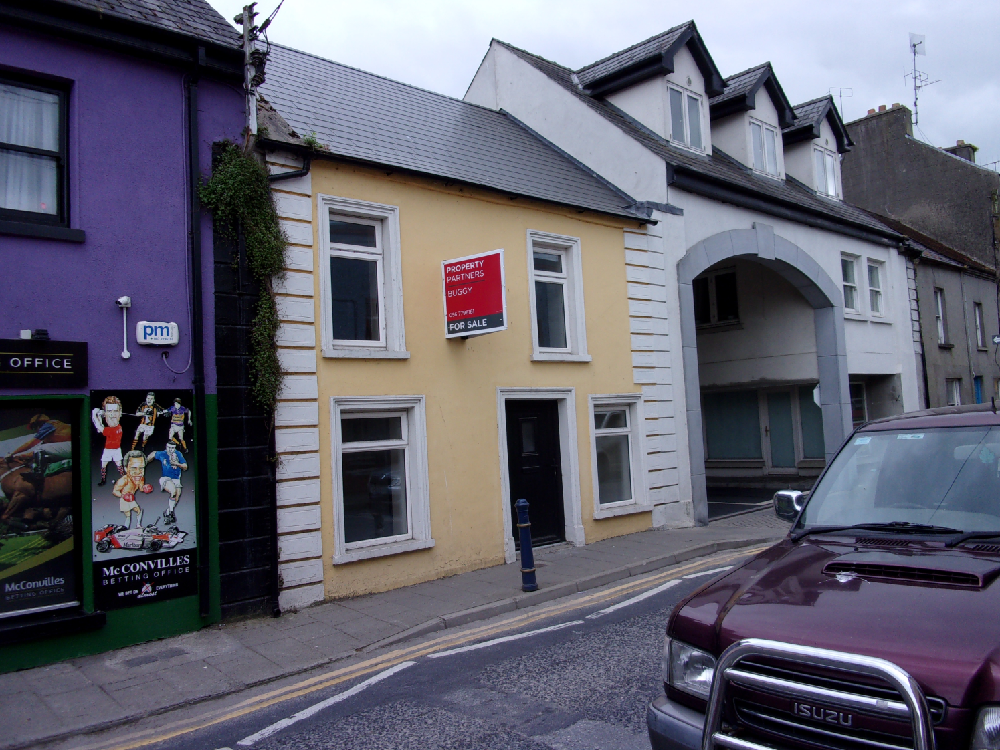 PROPERTY
PARTNERS
BUGGY
056 7796161
FOR SALE
pm
OFFICE
Marlboro
McCONVILLES
BETTING OFFICE
WE BET ON almost EVERYTHING
McConvilles
BETTING OFFICE
ISUZU